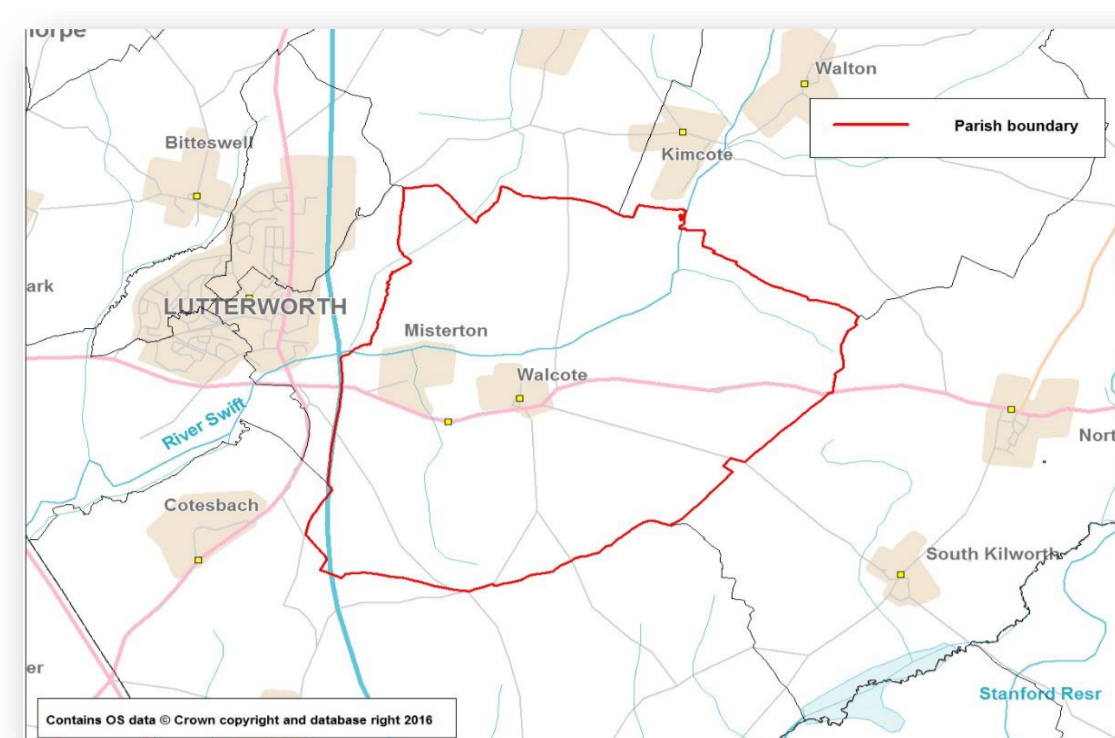 Walton
Parish boundary
Bitteswell
Kimcote
LUTTERWORTH
ark
Misterton
Walcote
River Swift
Nort
Cotesbach
South Kilworth
er
Stanford Resr
Contains OS data © Crown copyright and database right 2016